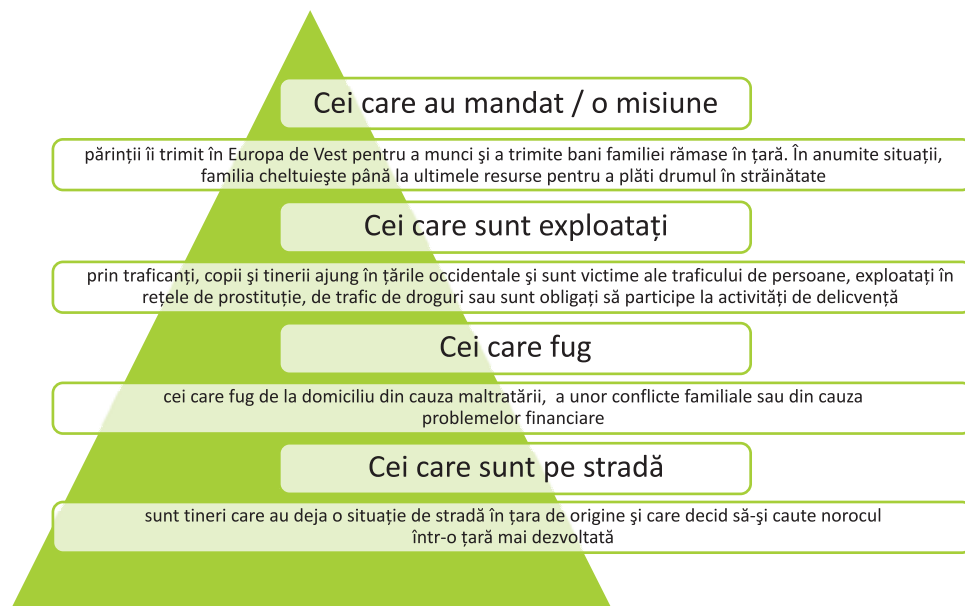 Cei care au mandat / o misiune
părinții îi trimit în Europa de Vest pentru a munci şi a trimite bani familiei rămase în țară. În anumite situații,
familia cheltuieşte până la ultimele resurse pentru a plăti drumul în străinătate
Cei care sunt exploatați
prin traficanți, copii şi tinerii ajung în țările occidentale şi sunt victime ale traficului de persoane, exploatați în
rețele de prostituție, de trafic de droguri sau sunt obligați să participe la activități de delicvență
Cei care fug
cei care fug de la domiciliu din cauza maltratării,  a unor conflicte familiale sau din cauza
problemelor financiare
Cei care sunt pe stradă
sunt tineri care au deja o situație de stradă în țara de origine şi care decid să-şi caute norocul
într-o țară mai dezvoltată